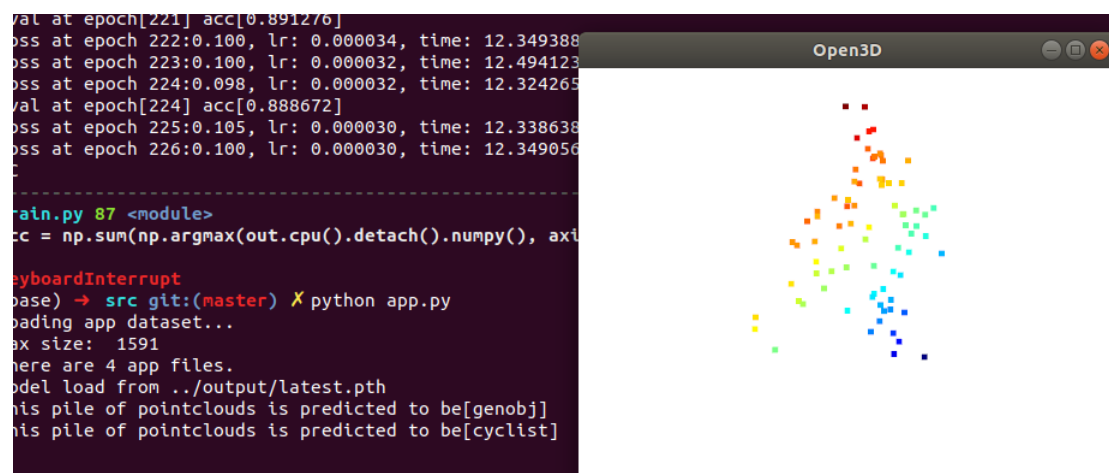 val at epoch[221] acc[0.891276]
oss at epoch 222:0.100, lr: 0.000034, time: 12.349388
oss at epoch 223:0.100, lr: 0.000032, time: 12.494123
oss at epoch 224:0.098, lr: 0.000032, time: 12.324265
val at epoch[224] acc[0.888672]
oss at epoch 225:0.105, lr: 0.000030, time: 12.338638
oss at epoch 226:0.100, lr: 0.000030, time: 12.349056
C
--------------------------------------------------------
rain.py 87 <module>
cc = np.sum(np.argmax(out.cpu().detach().numpy(), axi
eyboardInterrupt
base) → src git:(master) ✗ python app.py
oading app dataset...
ax size: 1591
here are 4 app files.
odel load from ../output/latest.pth
his pile of pointclouds is predicted to be[genobj]
his pile of pointclouds is predicted to be[cyclist]
Open3D